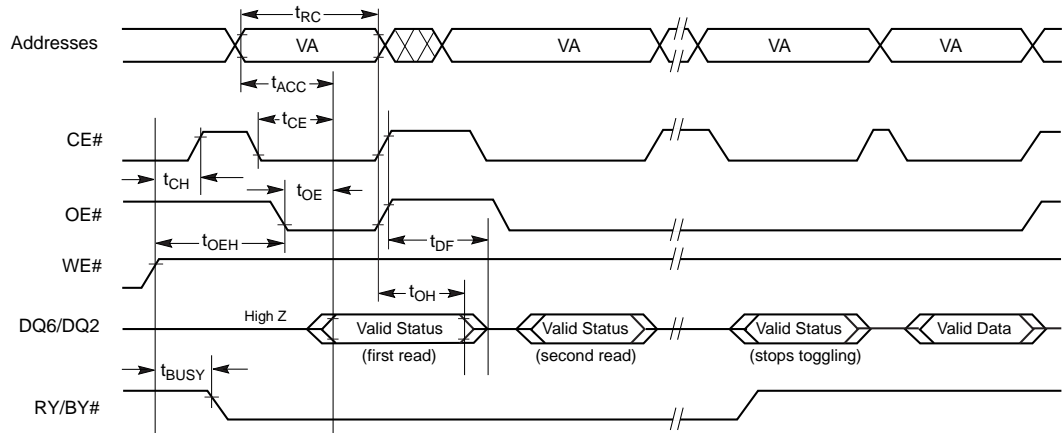 tRC
Addresses VA VA VA VA
tACC
tCE
CE#
tCH
tOE
OE#
tOEH
tDF
WE#
tOH
High Z
DQ6/DQ2 Valid Status Valid Status Valid Status Valid Data
(first read) (second read) (stops toggling)
tBUSY
RY/BY#